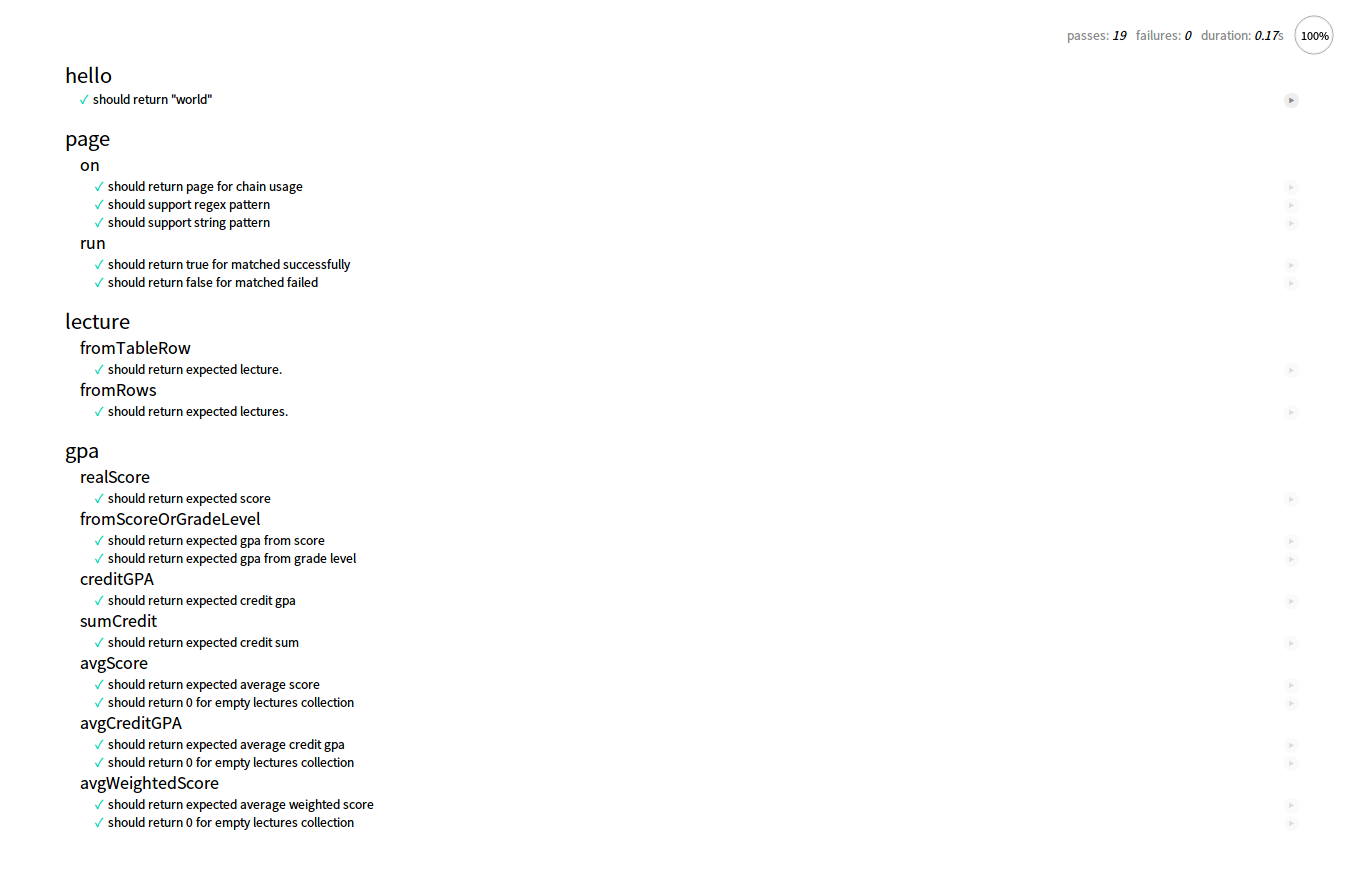 passes: 19 failures: 0 duration: 0.17s 100%
hello
✓ should return "world"
page
on
✓ should return page for chain usage
✓ should support regex pattern
✓ should support string pattern
run
✓ should return true for matched successfully
✓ should return false for matched failed
lecture
fromTableRow
✓ should return expected lecture.
fromRows
✓ should return expected lectures.
gpa
realScore
✓ should return expected score
fromScoreOrGradeLevel
✓ should return expected gpa from score
✓ should return expected gpa from grade level
creditGPA
✓ should return expected credit gpa
sumCredit
✓ should return expected credit sum
avgScore
✓ should return expected average score
✓ should return 0 for empty lectures collection
avgCreditGPA
✓ should return expected average credit gpa
✓ should return 0 for empty lectures collection
avgWeightedScore
✓ should return expected average weighted score
✓ should return 0 for empty lectures collection